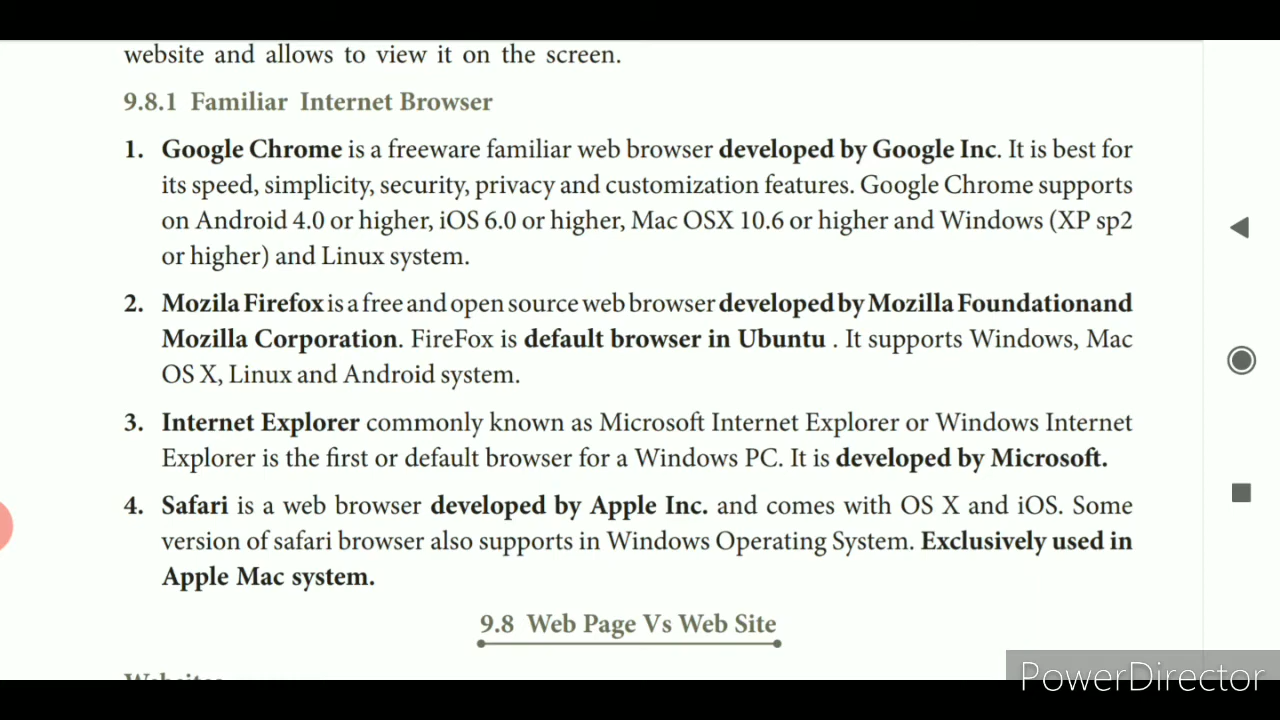 website and allows to view it on the screen.
9.8.1 Familiar Internet Browser
1. Google Chrome is a freeware familiar web browser developed by Google Inc. It is best for
its speed, simplicity, security, privacy and customization features. Google Chrome supports
on Android 4.0 or higher, iOS 6.0 or higher, Mac OSX 10.6 or higher and Windows (XP sp2
or higher) and Linux system.
2. Mozila Firefox is a free and open source web browser developed by Mozilla Foundationand
Mozilla Corporation. FireFox is default browser in Ubuntu . It supports Windows, Mac
OS X, Linux and Android system.
3. Internet Explorer commonly known as Microsoft Internet Explorer or Windows Internet
Explorer is the first or default browser for a Windows PC. It is developed by Microsoft.
4. Safari is a web browser developed by Apple Inc. and comes with OS X and iOS. Some
version of safari browser also supports in Windows Operating System. Exclusively used in
Apple Mac system.
9.8 Web Page Vs Web Site
Websites
PowerDirector